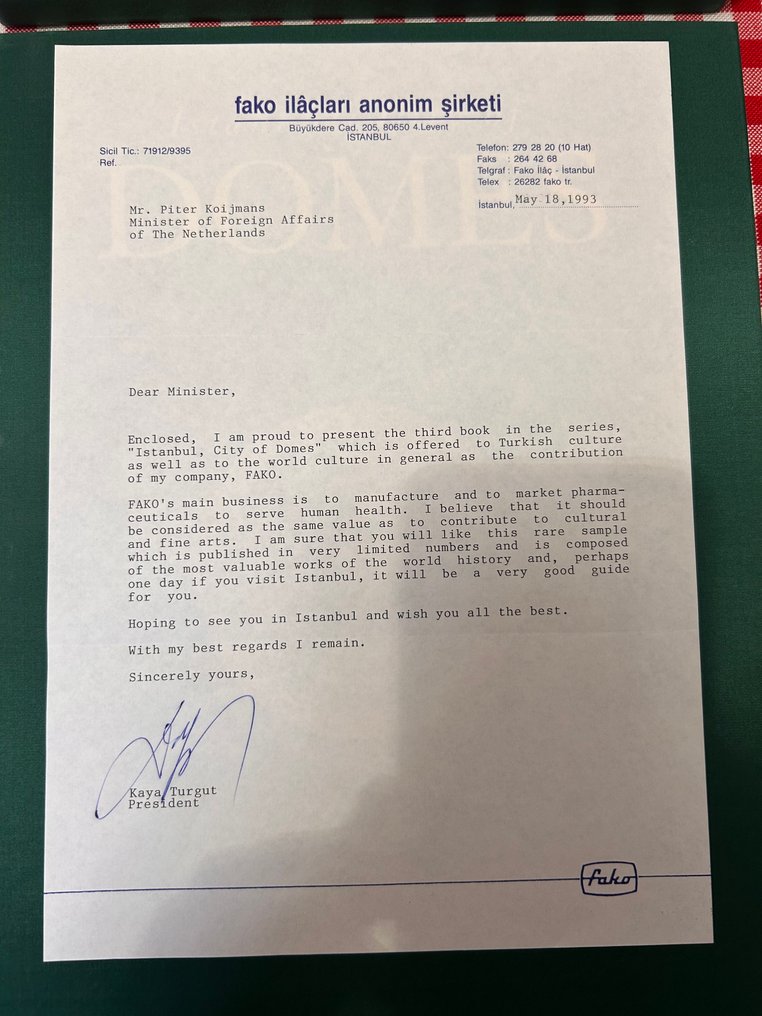 fako ilâçları anonim şirketi
Büyükdere Cad. 205, 80650 4.Levent
İSTANBUL
Sicil Tic.: 71912/9395
Ref.
Telefon: 279 28 20 (10 Hat)
Faks : 264 42 68
Telgraf : Fako İlâç - İstanbul
Telex : 26282 fako tr.
İstanbul, May 18,1993
Mr. Piter Koijmans
Minister of Foreign Affairs
of The Netherlands
DOMES
Dear Minister,
Enclosed, I am proud to present the third book in the series,
"Istanbul, City of Domes" which is offered to Turkish culture
as well as to the world culture in general as the contribution
of my company, FAKO.
FAKO's main business is to manufacture and to market pharma-
ceuticals to serve human health. I believe that it should
be considered as the same value as to contribute to cultural
and fine arts. I am sure that you will like this rare sample
which is published in very limited numbers and is composed
of the most valuable works of the world history and, perhaps
one day if you visit Istanbul, it will be a very good guide
for you.
Hoping to see you in Istanbul and wish you all the best.
With my best regards I remain.
Sincerely yours,
Kaya Turgut
President
fako